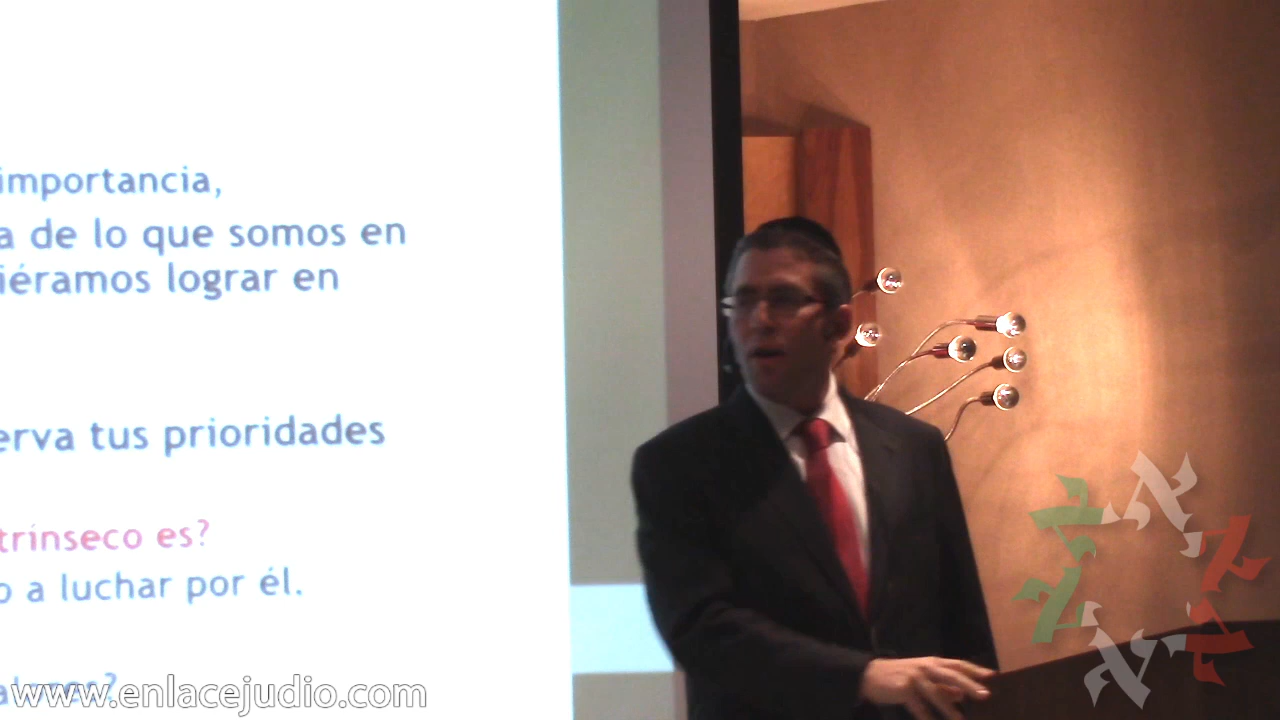 importancia,
a de lo que somos en
iéramos lograr en
erva tus prioridades
trínseco es?
o a luchar por él.
www.enlacejudio.com